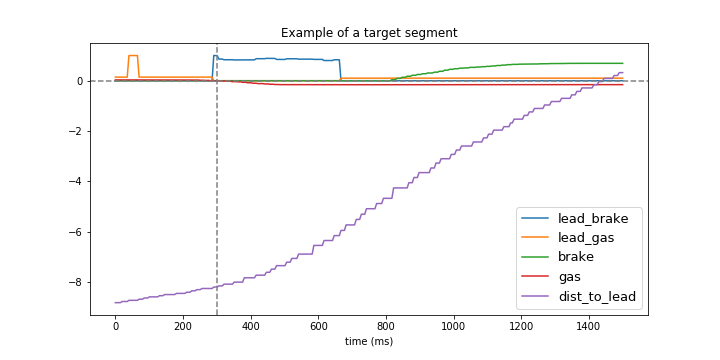 Example of a target segment
0
−2
−4
−6
−8
lead_brake
lead_gas
brake
gas
dist_to_lead
0 200 400 600 800 1000 1200 1400
time (ms)